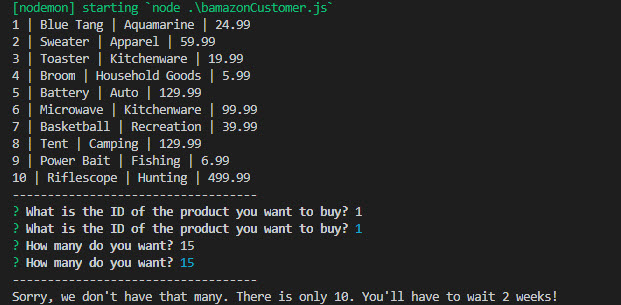 [nodemon] starting `node .\bamazonCustomer.js`
1 | Blue Tang | Aquamarine | 24.99
2 | Sweater | Apparel | 59.99
3 | Toaster | Kitchenware | 19.99
4 | Broom | Household Goods | 5.99
5 | Battery | Auto | 129.99
6 | Microwave | Kitchenware | 99.99
7 | Basketball | Recreation | 39.99
8 | Tent | Camping | 129.99
9 | Power Bait | Fishing | 6.99
10 | Riflescope | Hunting | 499.99
-----------------------------------
? What is the ID of the product you want to buy? 1
? What is the ID of the product you want to buy? 1
? How many do you want? 15
? How many do you want? 15
-----------------------------------
Sorry, we don't have that many. There is only 10. You'll have to wait 2 weeks!